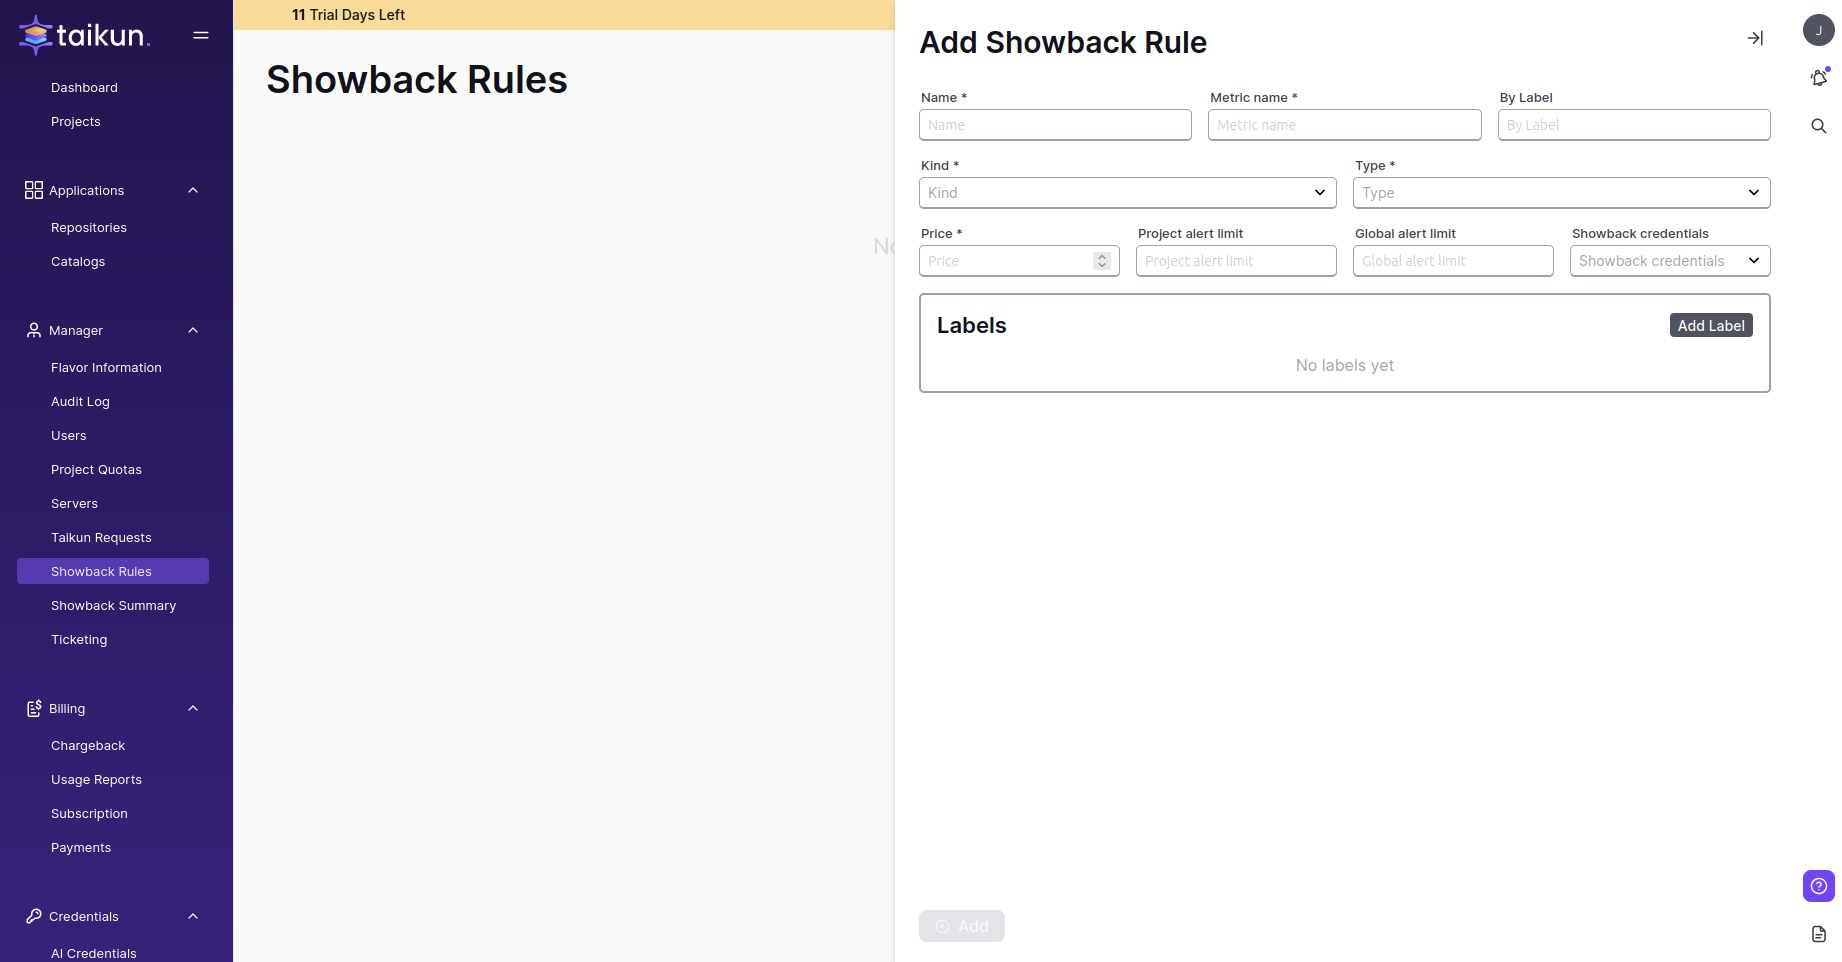 taikun.
Dashboard
Projects
Applications
Repositories
Catalogs
Manager
Flavor Information
Audit Log
Users
Project Quotas
Servers
Taikun Requests
Showback Rules
Showback Summary
Ticketing
Billing
Chargeback
Usage Reports
Subscription
Payments
Credentials
AI Credentials
11 Trial Days Left
Showback Rules
No
Add Showback Rule
Name * Metric name * By Label
Name Metric name By Label
Kind * Type *
Kind Type
Price * Project alert limit Global alert limit Showback credentials
Price Project alert limit Global alert limit Showback credentials
Labels Add Label
No labels yet
Add
J